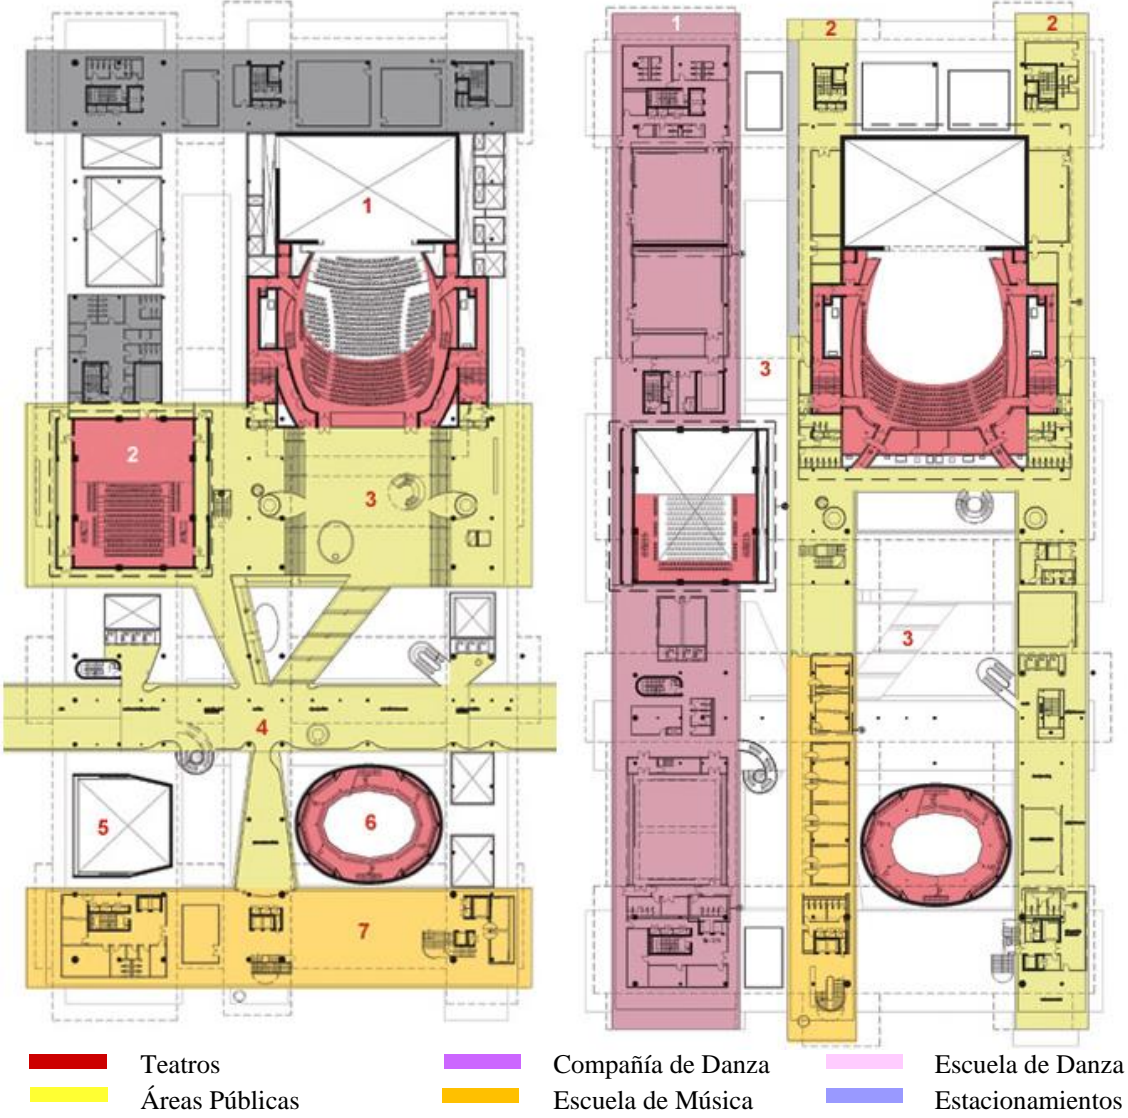 1
2
3
4
5
6
7
1
2
2
3
3
Teatros
Compañía de Danza
Escuela de Danza
Áreas Públicas
Escuela de Música
Estacionamientos